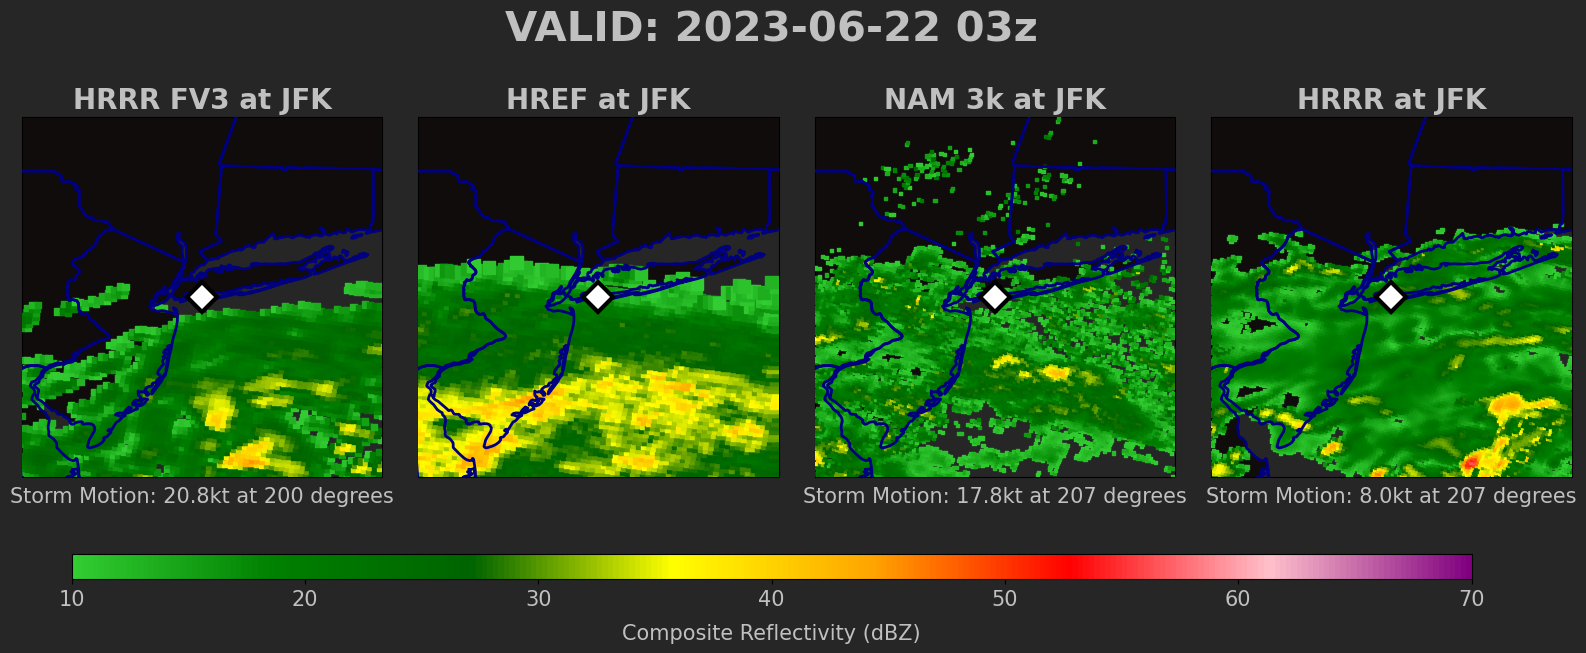 VALID: 2023-06-22 03z
HRRR FV3 at JFK
HREF at JFK
NAM 3k at JFK
HRRR at JFK
Storm Motion: 20.8kt at 200 degrees
Storm Motion: 17.8kt at 207 degrees
Storm Motion: 8.0kt at 207 degrees
10 20 30 40 50 60 70
Composite Reflectivity (dBZ)